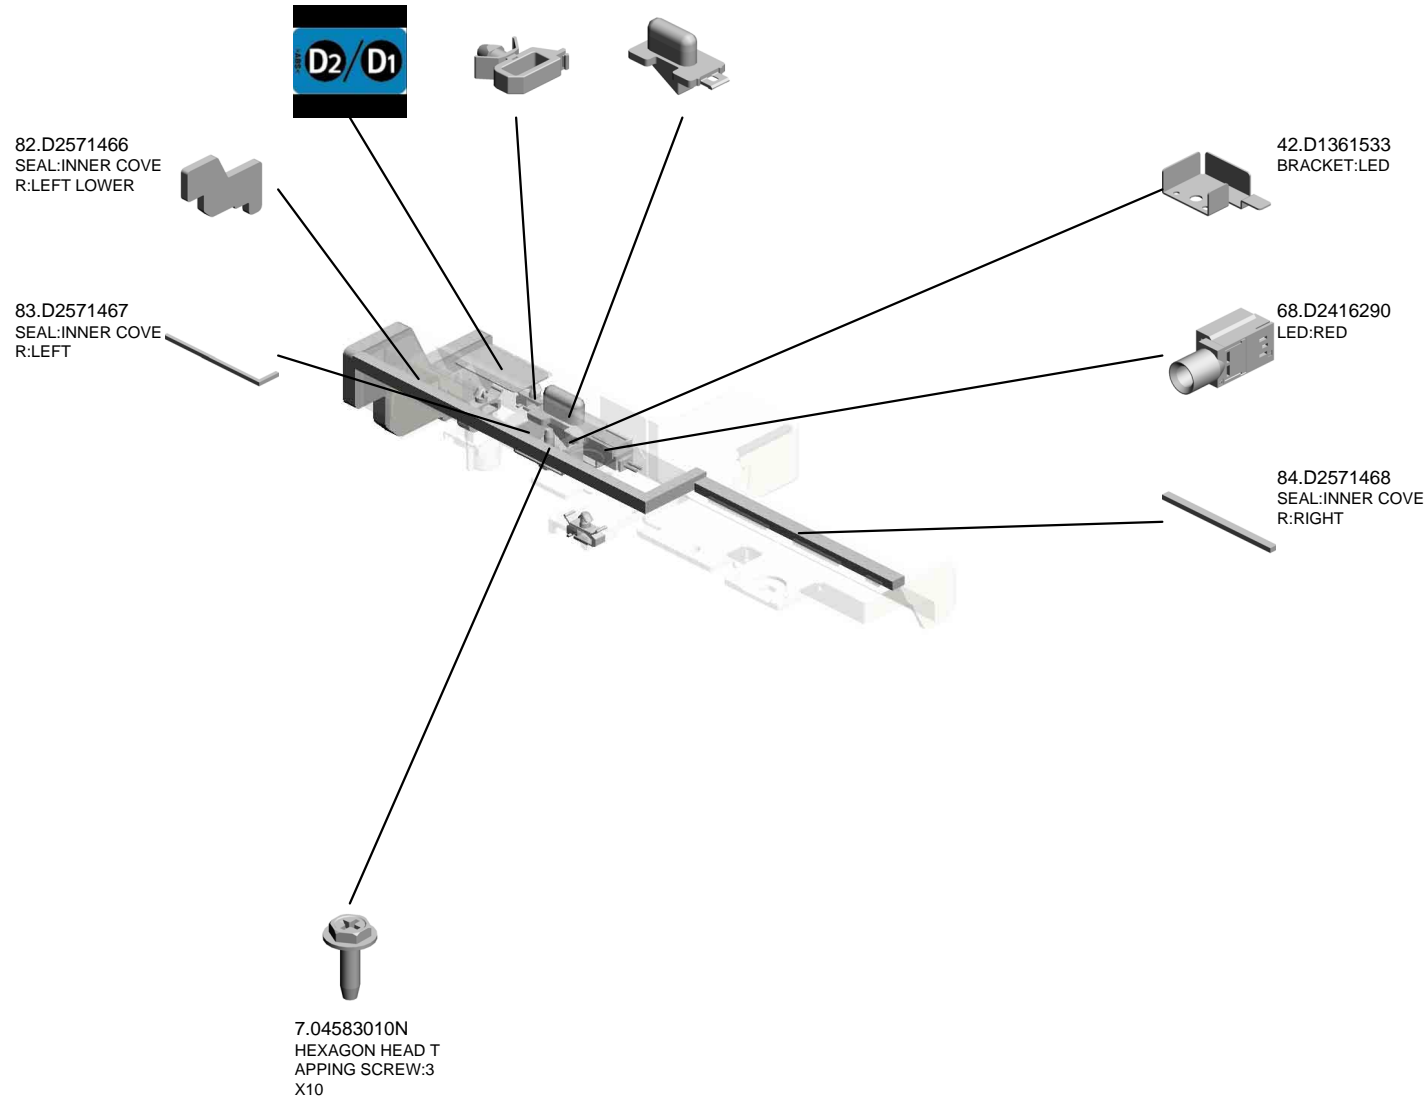 <ABS>
D2/D1
82.D2571466
SEAL:INNER COVE
R:LEFT LOWER
42.D1361533
BRACKET:LED
83.D2571467
SEAL:INNER COVE
R:LEFT
68.D2416290
LED:RED
84.D2571468
SEAL:INNER COVE
R:RIGHT
7.04583010N
HEXAGON HEAD T
APPING SCREW:3
X10